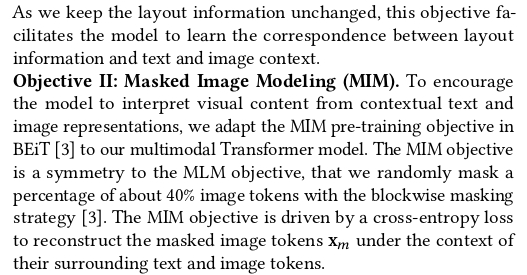 As we keep the layout information unchanged, this objective fa-
cilitates the model to learn the correspondence between layout
information and text and image context.
Objective II: Masked Image Modeling (MIM). To encourage
the model to interpret visual content from contextual text and
image representations, we adapt the MIM pre-training objective in
BEiT [3] to our multimodal Transformer model. The MIM objective
is a symmetry to the MLM objective, that we randomly mask a
percentage of about 40% image tokens with the blockwise masking
strategy [3]. The MIM objective is driven by a cross-entropy loss
to reconstruct the masked image tokens xₘ under the context of
their surrounding text and image tokens.